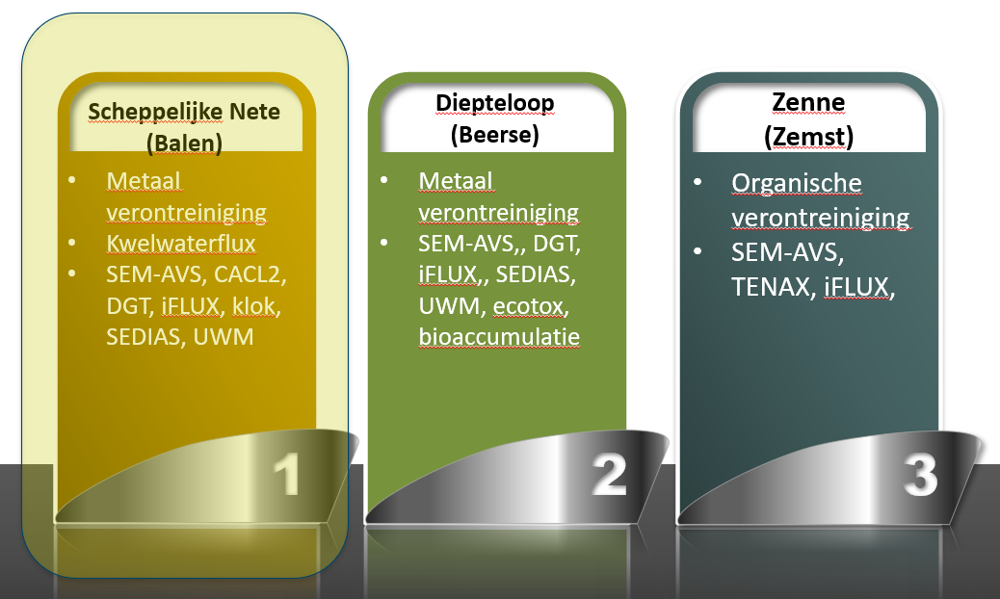 Scheppelijke Nete
(Balen)
• Metaal
verontreiniging
• Kwelwaterflux
• SEM-AVS, CACL2,
DGT, iFLUX, klok,
SEDIAS, UWM
1
Diepteloop
(Beerse)
• Metaal
verontreiniging
• SEM-AVS,, DGT,
iFLUX,, SEDIAS,
UWM, ecotox,
bioaccumulatie
2
Zenne
(Zemst)
• Organische
verontreiniging
• SEM-AVS,
TENAX, iFLUX,
3